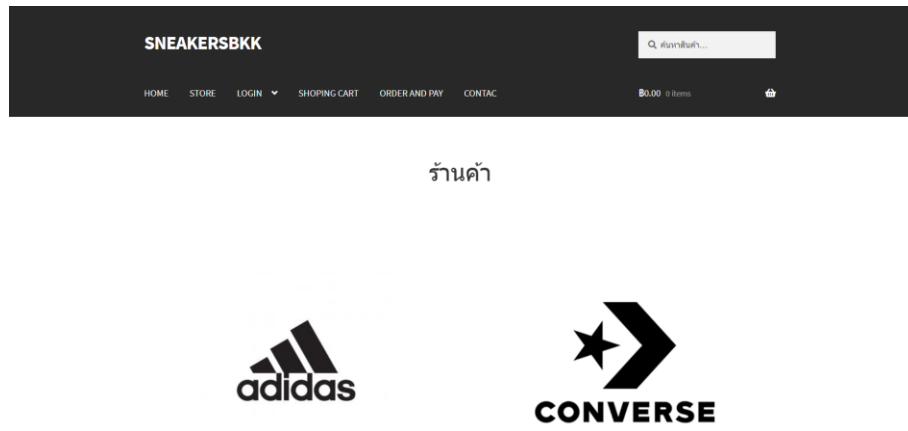 SNEAKERSBKK
ค้นหาสินค้า...
HOME STORE LOGIN SHOPING CART ORDER AND PAY CONTAC
฿0.00 0 items
ร้านค้า
adidas
CONVERSE